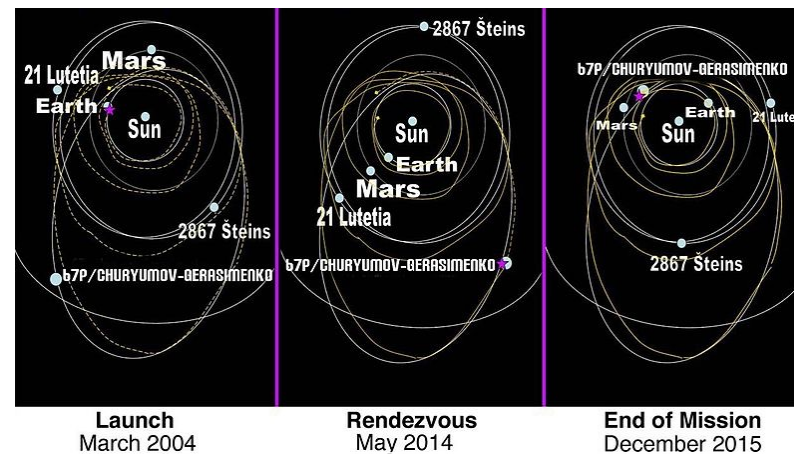 Mars
21 Lutetia
Earth
Sun
2867 Šteins
67P/CHURYUMOV-GERASIMENKO
2867 Šteins
Sun
Earth
Mars
21 Lutetia
67P/CHURYUMOV-GERASIMENKO
67P/CHURYUMOV-GERASIMENKO
Earth
21 Lute
Mars
Sun
2867 Šteins
Launch
March 2004
Rendezvous
May 2014
End of Mission
December 2015